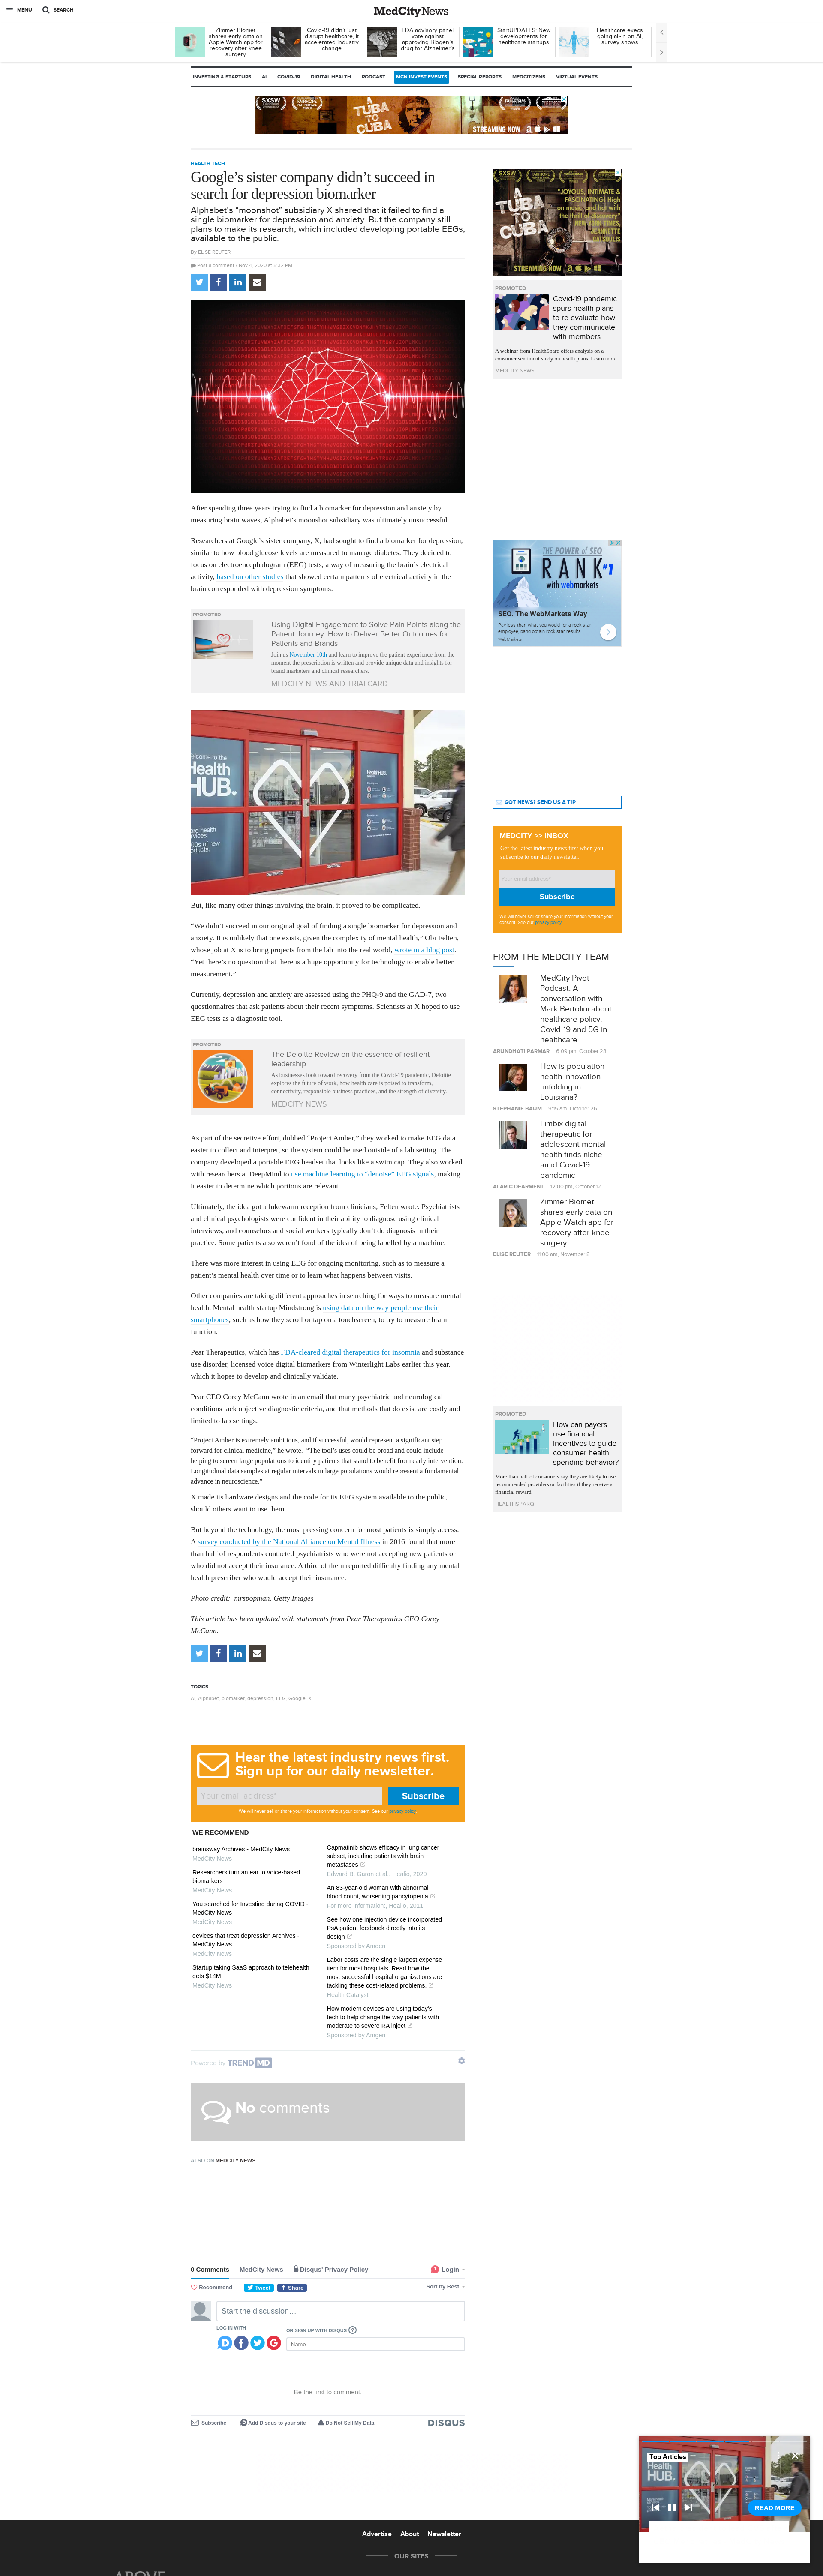 MENU
SEARCH
MedCity News
Zimmer Biomet
shares early data on
Apple Watch app for
recovery after knee
surgery
Covid-19 didn't just
disrupt healthcare, it
accelerated industry
change
FDA advisory panel
vote against
approving Biogen's
drug for Alzheimer's
StartUPDATES: New
developments for
healthcare startups
Healthcare execs
going all-in on AI,
survey shows
INVESTING & STARTUPS AI COVID-19 DIGITAL HEALTH PODCAST MCN INVEST EVENTS SPECIAL REPORTS MEDCITIZENS VIRTUAL EVENTS
SXSW
A TUBA TO CUBA
STREAMING NOW
HEALTH TECH
Google's sister company didn't succeed in
search for depression biomarker
Alphabet's "moonshot" subsidiary X shared that it failed to find a
single biomarker for depression and anxiety. But the company still
plans to make its research, which included developing portable EEGs,
available to the public.
By ELISE REUTER
Post a comment / Nov 4, 2020 at 5:32 PM
After spending three years trying to find a biomarker for depression and anxiety by
measuring brain waves, Alphabet's moonshot subsidiary was ultimately unsuccessful.
Researchers at Google's sister company, X, had sought to find a biomarker for depression,
similar to how blood glucose levels are measured to manage diabetes. They decided to
focus on electroencephalogram (EEG) tests, a way of measuring the brain's electrical
activity, based on other studies that showed certain patterns of electrical activity in the
brain corresponded with depression symptoms.
PROMOTED
Using Digital Engagement to Solve Pain Points along the
Patient Journey: How to Deliver Better Outcomes for
Patients and Brands
Join us November 10th and learn to improve the patient experience from the
moment the prescription is written and provide unique data and insights for
brand marketers and clinical researchers.
MEDCITY NEWS AND TRIALCARD
Welcome to the
Health
HUB.
HealthHUB
But, like many other things involving the brain, it proved to be complicated.
"We didn't succeed in our original goal of finding a single biomarker for depression and
anxiety. It is unlikely that one exists, given the complexity of mental health," Obi Felten,
whose job at X is to bring projects from the lab into the real world, wrote in a blog post.
"Yet there's no question that there is a huge opportunity for technology to enable better
measurement."
Currently, depression and anxiety are assessed using the PHQ-9 and the GAD-7, two
questionnaires that ask patients about their recent symptoms. Scientists at X hoped to use
EEG tests as a diagnostic tool.
PROMOTED
The Deloitte Review on the essence of resilient
leadership
As businesses look toward recovery from the Covid-19 pandemic, Deloitte
explores the future of work, how health care is poised to transform,
connectivity, responsible business practices, and the strength of diversity.
MEDCITY NEWS
As part of the secretive effort, dubbed "Project Amber," they worked to make EEG data
easier to collect and interpret, so the system could be used outside of a lab setting. The
company developed a portable EEG headset that looks like a swim cap. They also worked
with researchers at DeepMind to use machine learning to "denoise" EEG signals, making
it easier to determine which portions are relevant.
Ultimately, the idea got a lukewarm reception from clinicians, Felten wrote. Psychiatrists
and clinical psychologists were confident in their ability to diagnose using clinical
interviews, and counselors and social workers typically don't do diagnosis in their
practice. Some patients also weren't fond of the idea of being labelled by a machine.
There was more interest in using EEG for ongoing monitoring, such as to measure a
patient's mental health over time or to learn what happens between visits.
Other companies are taking different approaches in searching for ways to measure mental
health. Mental health startup Mindstrong is using data on the way people use their
smartphones, such as how they scroll or tap on a touchscreen, to try to measure brain
function.
Pear Therapeutics, which has FDA-cleared digital therapeutics for insomnia and substance
use disorder, licensed voice digital biomarkers from Winterlight Labs earlier this year,
which it hopes to develop and clinically validate.
Pear CEO Corey McCann wrote in an email that many psychiatric and neurological
conditions lack objective diagnostic criteria, and that methods that do exist are costly and
limited to lab settings.
"Project Amber is extremely ambitious, and if successful, would represent a significant step
forward for clinical medicine," he wrote. "The tool's uses could be broad and could include
helping to screen large populations to identify patients that stand to benefit from early intervention.
Longitudinal data samples at regular intervals in large populations would represent a fundamental
advance in neuroscience."
X made its hardware designs and the code for its EEG system available to the public,
should others want to use them.
But beyond the technology, the most pressing concern for most patients is simply access.
A survey conducted by the National Alliance on Mental Illness in 2016 found that more
than half of respondents contacted psychiatrists who were not accepting new patients or
who did not accept their insurance. A third of them reported difficulty finding any mental
health prescriber who would accept their insurance.
Photo credit: mrspopman, Getty Images
This article has been updated with statements from Pear Therapeutics CEO Corey
McCann.
TOPICS
AI, Alphabet, biomarker, depression, EEG, Google, X
Hear the latest industry news first.
Sign up for our daily newsletter.
Your email address*
Subscribe
We will never sell or share your information without your consent. See our privacy policy
WE RECOMMEND
brainsway Archives - MedCity News
MedCity News
Researchers turn an ear to voice-based
biomarkers
MedCity News
You searched for Investing during COVID -
MedCity News
MedCity News
devices that treat depression Archives -
MedCity News
MedCity News
Startup taking SaaS approach to telehealth
gets $14M
MedCity News
Capmatinib shows efficacy in lung cancer
subset, including patients with brain
metastases
Edward B. Garon et al., Healio, 2020
An 83-year-old woman with abnormal
blood count, worsening pancytopenia
For more information:, Healio, 2011
See how one injection device incorporated
PsA patient feedback directly into its
design
Sponsored by Amgen
Labor costs are the single largest expense
item for most hospitals. Read how the
most successful hospital organizations are
tackling these cost-related problems.
Health Catalyst
How modern devices are using today's
tech to help change the way patients with
moderate to severe RA inject
Sponsored by Amgen
Powered by TREND MD
No comments
ALSO ON MEDCITY NEWS
0 Comments MedCity News Disqus' Privacy Policy Login
Recommend Tweet Share Sort by Best
Start the discussion…
LOG IN WITH
OR SIGN UP WITH DISQUS ?
Name
Be the first to comment.
Subscribe Add Disqus to your site Do Not Sell My Data DISQUS
SXSW
A TUBA TO CUBA
"JOYOUS, INTIMATE &
FASCINATING! High
on music, and high
with the thrill of
discovery"
NEW YORK TIMES,
JEANNETTE
CATSOULIS
STREAMING NOW
PROMOTED
Covid-19 pandemic
spurs health plans
to re-evaluate how
they communicate
with members
A webinar from HealthSparq offers analysis on a
consumer sentiment study on health plans. Learn more.
MEDCITY NEWS
THE POWER of SEO
RANK #1
with webmarkets
SEO. The WebMarkets Way
Pay less than what you would for a rock star
employee, band obtain rock star results.
WebMarkets
GOT NEWS? SEND US A TIP
MEDCITY >> INBOX
Get the latest industry news first when you
subscribe to our daily newsletter.
Your email address*
Subscribe
We will never sell or share your information without your
consent. See our privacy policy
FROM THE MEDCITY TEAM
MedCity Pivot
Podcast: A
conversation with
Mark Bertolini about
healthcare policy,
Covid-19 and 5G in
healthcare
ARUNDHATI PARMAR | 6:06 pm, October 28
How is population
health innovation
unfolding in
Louisiana?
STEPHANIE BAUM | 9:15 am, October 26
Limbix digital
therapeutic for
adolescent mental
health finds niche
amid Covid-19
pandemic
ALARIC DEARMENT | 12:00 pm, October 12
Zimmer Biomet
shares early data on
Apple Watch app for
recovery after knee
surgery
ELISE REUTER | 11:00 am, November 8
PROMOTED
How can payers
use financial
incentives to guide
consumer health
spending behavior?
More than half of consumers say they are likely to use
recommended providers or facilities if they receive a
financial reward.
HEALTHSPARQ
Top Articles
READ MORE
Advertise About Newsletter
OUR SITES
ABOVE